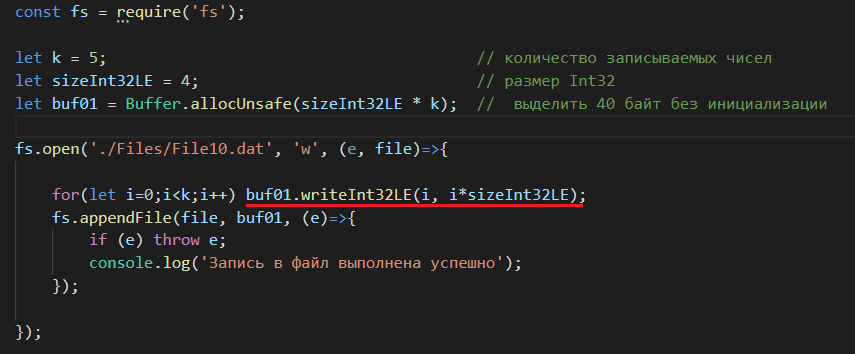 const fs = require('fs');
let k = 5; // количество записываемых чисел
let sizeInt32LE = 4; // размер Int32
let buf01 = Buffer.allocUnsafe(sizeInt32LE * k); // выделить 40 байт без инициализации
fs.open('./Files/File10.dat', 'w', (e, file)=>{
for(let i=0;i<k;i++) buf01.writeInt32LE(i, i*sizeInt32LE);
fs.appendFile(file, buf01, (e)=>{
if (e) throw e;
console.log('Запись в файл выполнена успешно');
});
});